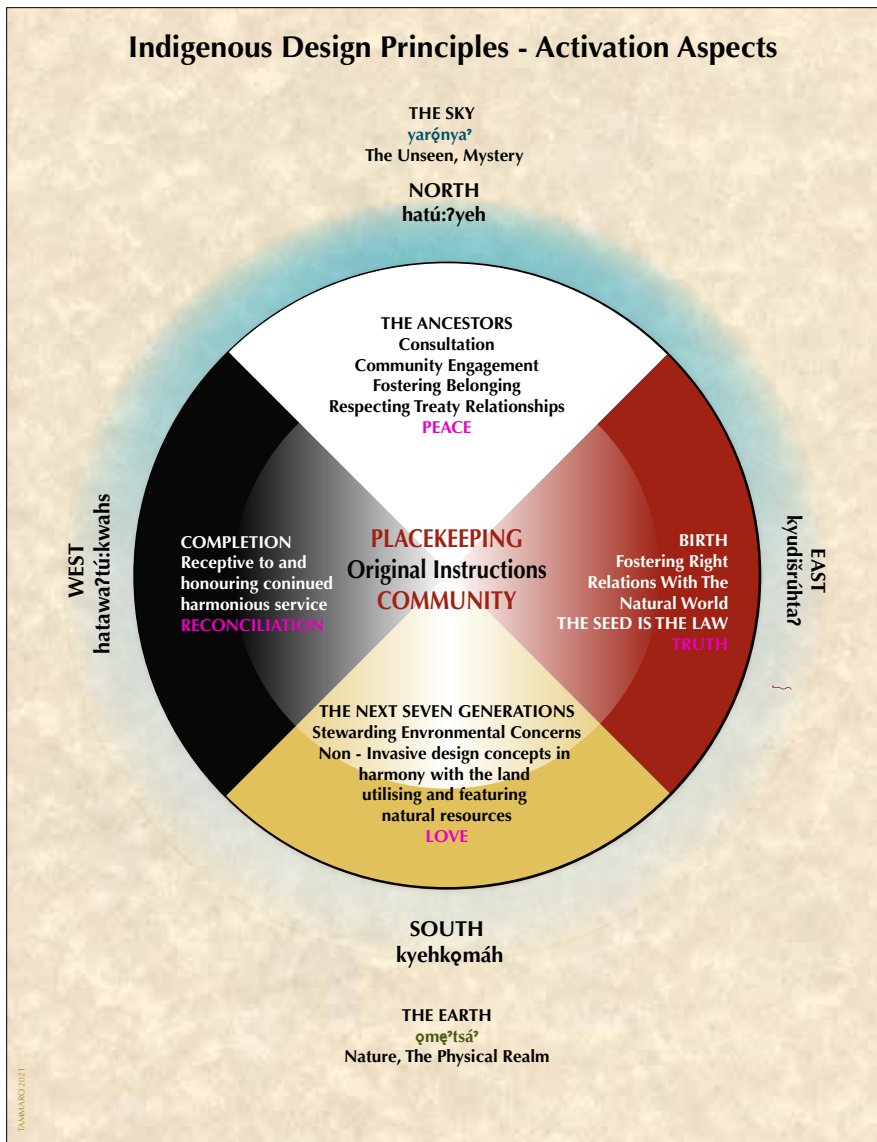 Indigenous Design Principles - Activation Aspects
THE SKY
yarǫ́nyaˀ
The Unseen, Mystery
NORTH
hatú:ʔyeh
THE ANCESTORS
Consultation
Community Engagement
Fostering Belonging
Respecting Treaty Relationships
PEACE
WEST
hatawaʔtú:kwahs
COMPLETION
Receptive to and
honouring coninued
harmonious service
RECONCILIATION
PLACEKEEPING
Original Instructions
COMMUNITY
BIRTH
Fostering Right
Relations With The
Natural World
THE SEED IS THE LAW
TRUTH
EAST
kyudišrúhtaʔ
THE NEXT SEVEN GENERATIONS
Stewarding Envronmental Concerns
Non - Invasive design concepts in
harmony with the land
utilising and featuring
natural resources
LOVE
SOUTH
kyehkǫmáh
THE EARTH
ǫmęˀtsáˀ
Nature, The Physical Realm
TAMMARO 2021